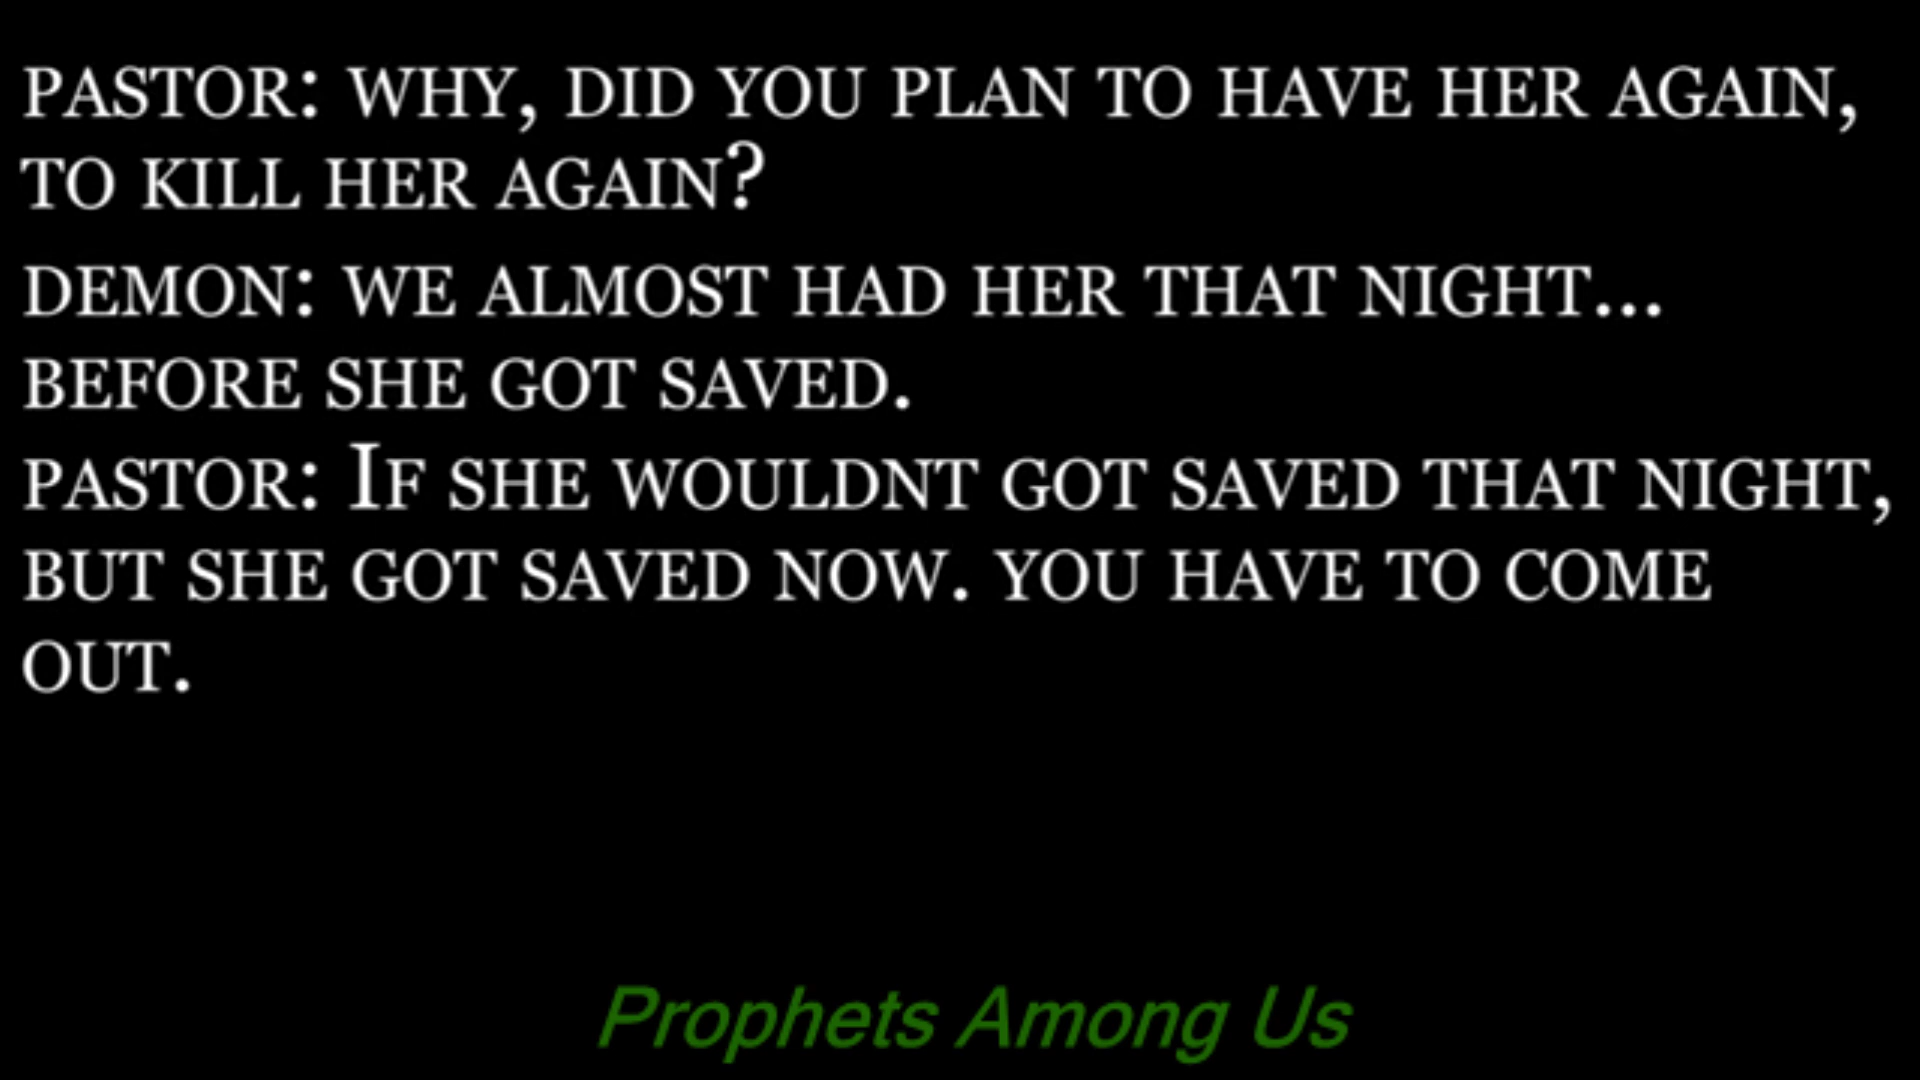 PASTOR: WHY, DID YOU PLAN TO HAVE HER AGAIN,
TO KILL HER AGAIN?
DEMON: WE ALMOST HAD HER THAT NIGHT...
BEFORE SHE GOT SAVED.
PASTOR: IF SHE WOULDNT GOT SAVED THAT NIGHT,
BUT SHE GOT SAVED NOW. YOU HAVE TO COME
OUT.
Prophets Among Us